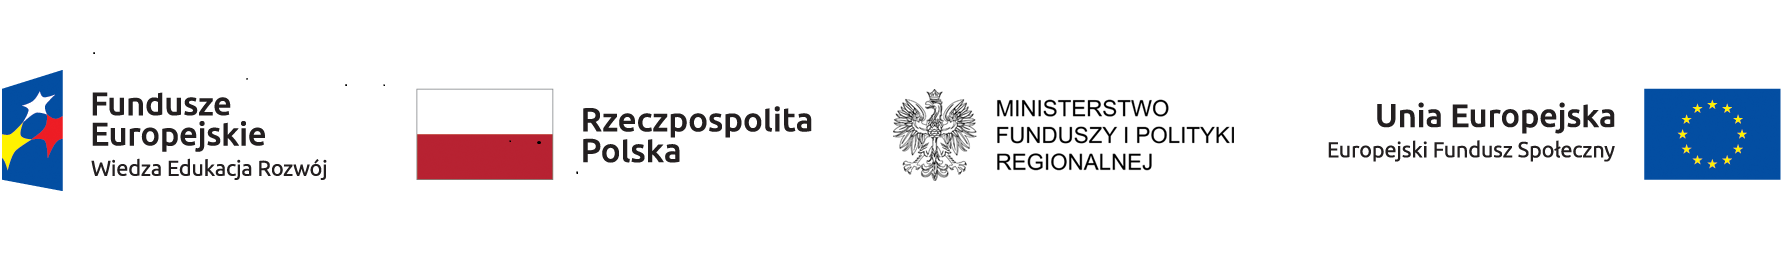 Fundusze
Europejskie
Wiedza Edukacja Rozwój
Rzeczpospolita
Polska
MINISTERSTWO
FUNDUSZY I POLITYKI
REGIONALNEJ
Unia Europejska
Europejski Fundusz Społeczny